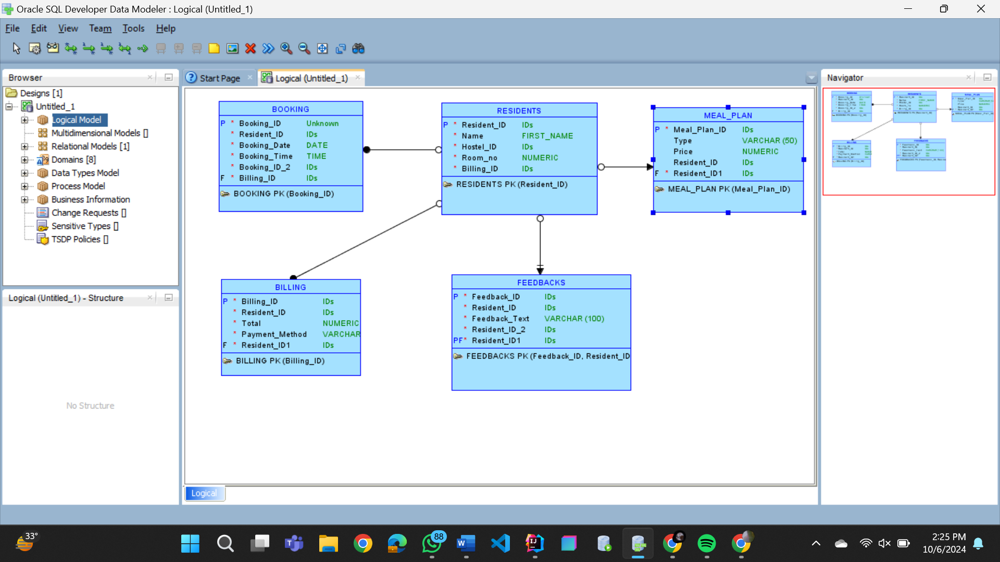 Oracle SQL Developer Data Modeler : Logical (Untitled_1)
File Edit View Team Tools Help
Browser
Designs [1]
Untitled_1
Logical Model
Multidimensional Models []
Relational Models [1]
Domains [8]
Data Types Model
Process Model
Business Information
Change Requests []
Sensitive Types []
TSDP Policies []
Logical (Untitled_1) - Structure
No Structure
Start Page
Logical (Untitled_1)
BOOKING
P * Booking_ID Unknown
* Resident_ID IDs
* Booking_Date DATE
* Booking_Time TIME
* Booking_ID_2 IDs
F * Billing_ID IDs
BOOKING PK (Booking_ID)
RESIDENTS
P * Resident_ID IDs
* Name FIRST_NAME
* Hostel_ID IDs
* Room_no NUMERIC
* Billing_ID IDs
RESIDENTS PK (Resident_ID)
MEAL_PLAN
P * Meal_Plan_ID IDs
Type VARCHAR (50)
Price NUMERIC
Resident_ID IDs
F * Resident_ID1 IDs
MEAL_PLAN PK (Meal_Plan_ID)
BILLING
P * Billing_ID IDs
* Resident_ID IDs
* Total NUMERIC
* Payment_Method VARCHAR
F * Resident_ID1 IDs
BILLING PK (Billing_ID)
FEEDBACKS
P * Feedback_ID IDs
* Resident_ID IDs
* Feedback_Text VARCHAR (100)
* Resident_ID_2 IDs
PF* Resident_ID1 IDs
FEEDBACKS PK (Feedback_ID, Resident_ID
Logical
Navigator
33°
88
2:25 PM
10/6/2024